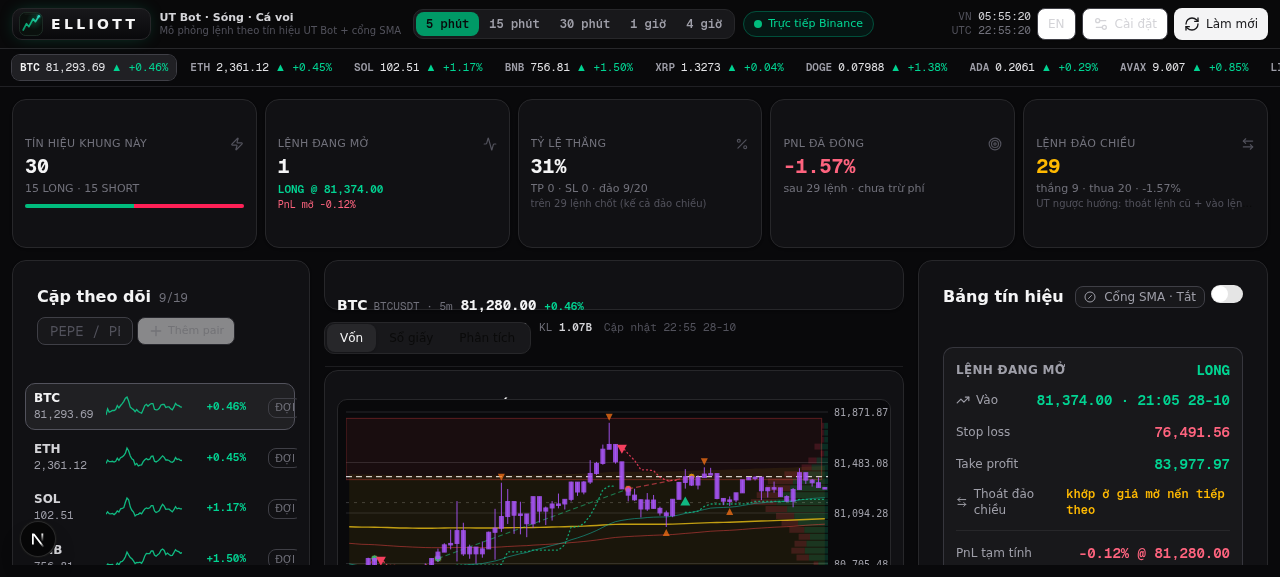 ELLIOTT
UT Bot · Sóng · Cá voi
Mô phỏng lệnh theo tín hiệu UT Bot + cổng SMA
5 phút 15 phút 30 phút 1 giờ 4 giờ
Trực tiếp Binance
VN 05:55:20
UTC 22:55:20
EN
Cài đặt
Làm mới
BTC 81,293.69 ▲ +0.46% ETH 2,361.12 ▲ +0.45% SOL 102.51 ▲ +1.17% BNB 756.81 ▲ +1.50% XRP 1.3273 ▲ +0.04% DOGE 0.07988 ▲ +1.38% ADA 0.2061 ▲ +0.29% AVAX 9.007 ▲ +0.85%
TÍN HIỆU KHUNG NÀY
30
15 LONG · 15 SHORT
LỆNH ĐANG MỞ
1
LONG @ 81,374.00
PnL mở -0.12%
TỶ LỆ THẮNG
31%
TP 0 · SL 0 · đảo 9/20
trên 29 lệnh chốt (kể cả đảo chiều)
PNL ĐÃ ĐÓNG
-1.57%
sau 29 lệnh · chưa trừ phí
LỆNH ĐẢO CHIỀU
29
thắng 9 · thua 20 · -1.57%
UT ngược hướng: thoát lệnh cũ + vào lện
Cặp theo dõi 9/19
PEPE / PI
Thêm pair
BTC
81,293.69
+0.46%
ĐỢI
ETH
2,361.12
+0.45%
ĐỢI
SOL
102.51
+1.17%
ĐỢI
+1.50%
ĐỢI
N
BTC BTCUSDT · 5m 81,280.00 +0.46%
KL 1.07B Cập nhật 22:55 28-10
Vốn Sổ giấy Phân tích
81,871.87
81,483.08
81,094.28
80,705.48
Bảng tín hiệu
Cổng SMA · Tắt
LỆNH ĐANG MỞ LONG
Vào 81,374.00 · 21:05 28-10
Stop loss 76,491.56
Take profit 83,977.97
Thoát đảo chiều khớp ở giá mở nến tiếp theo
PnL tạm tính -0.12% @ 81,280.00